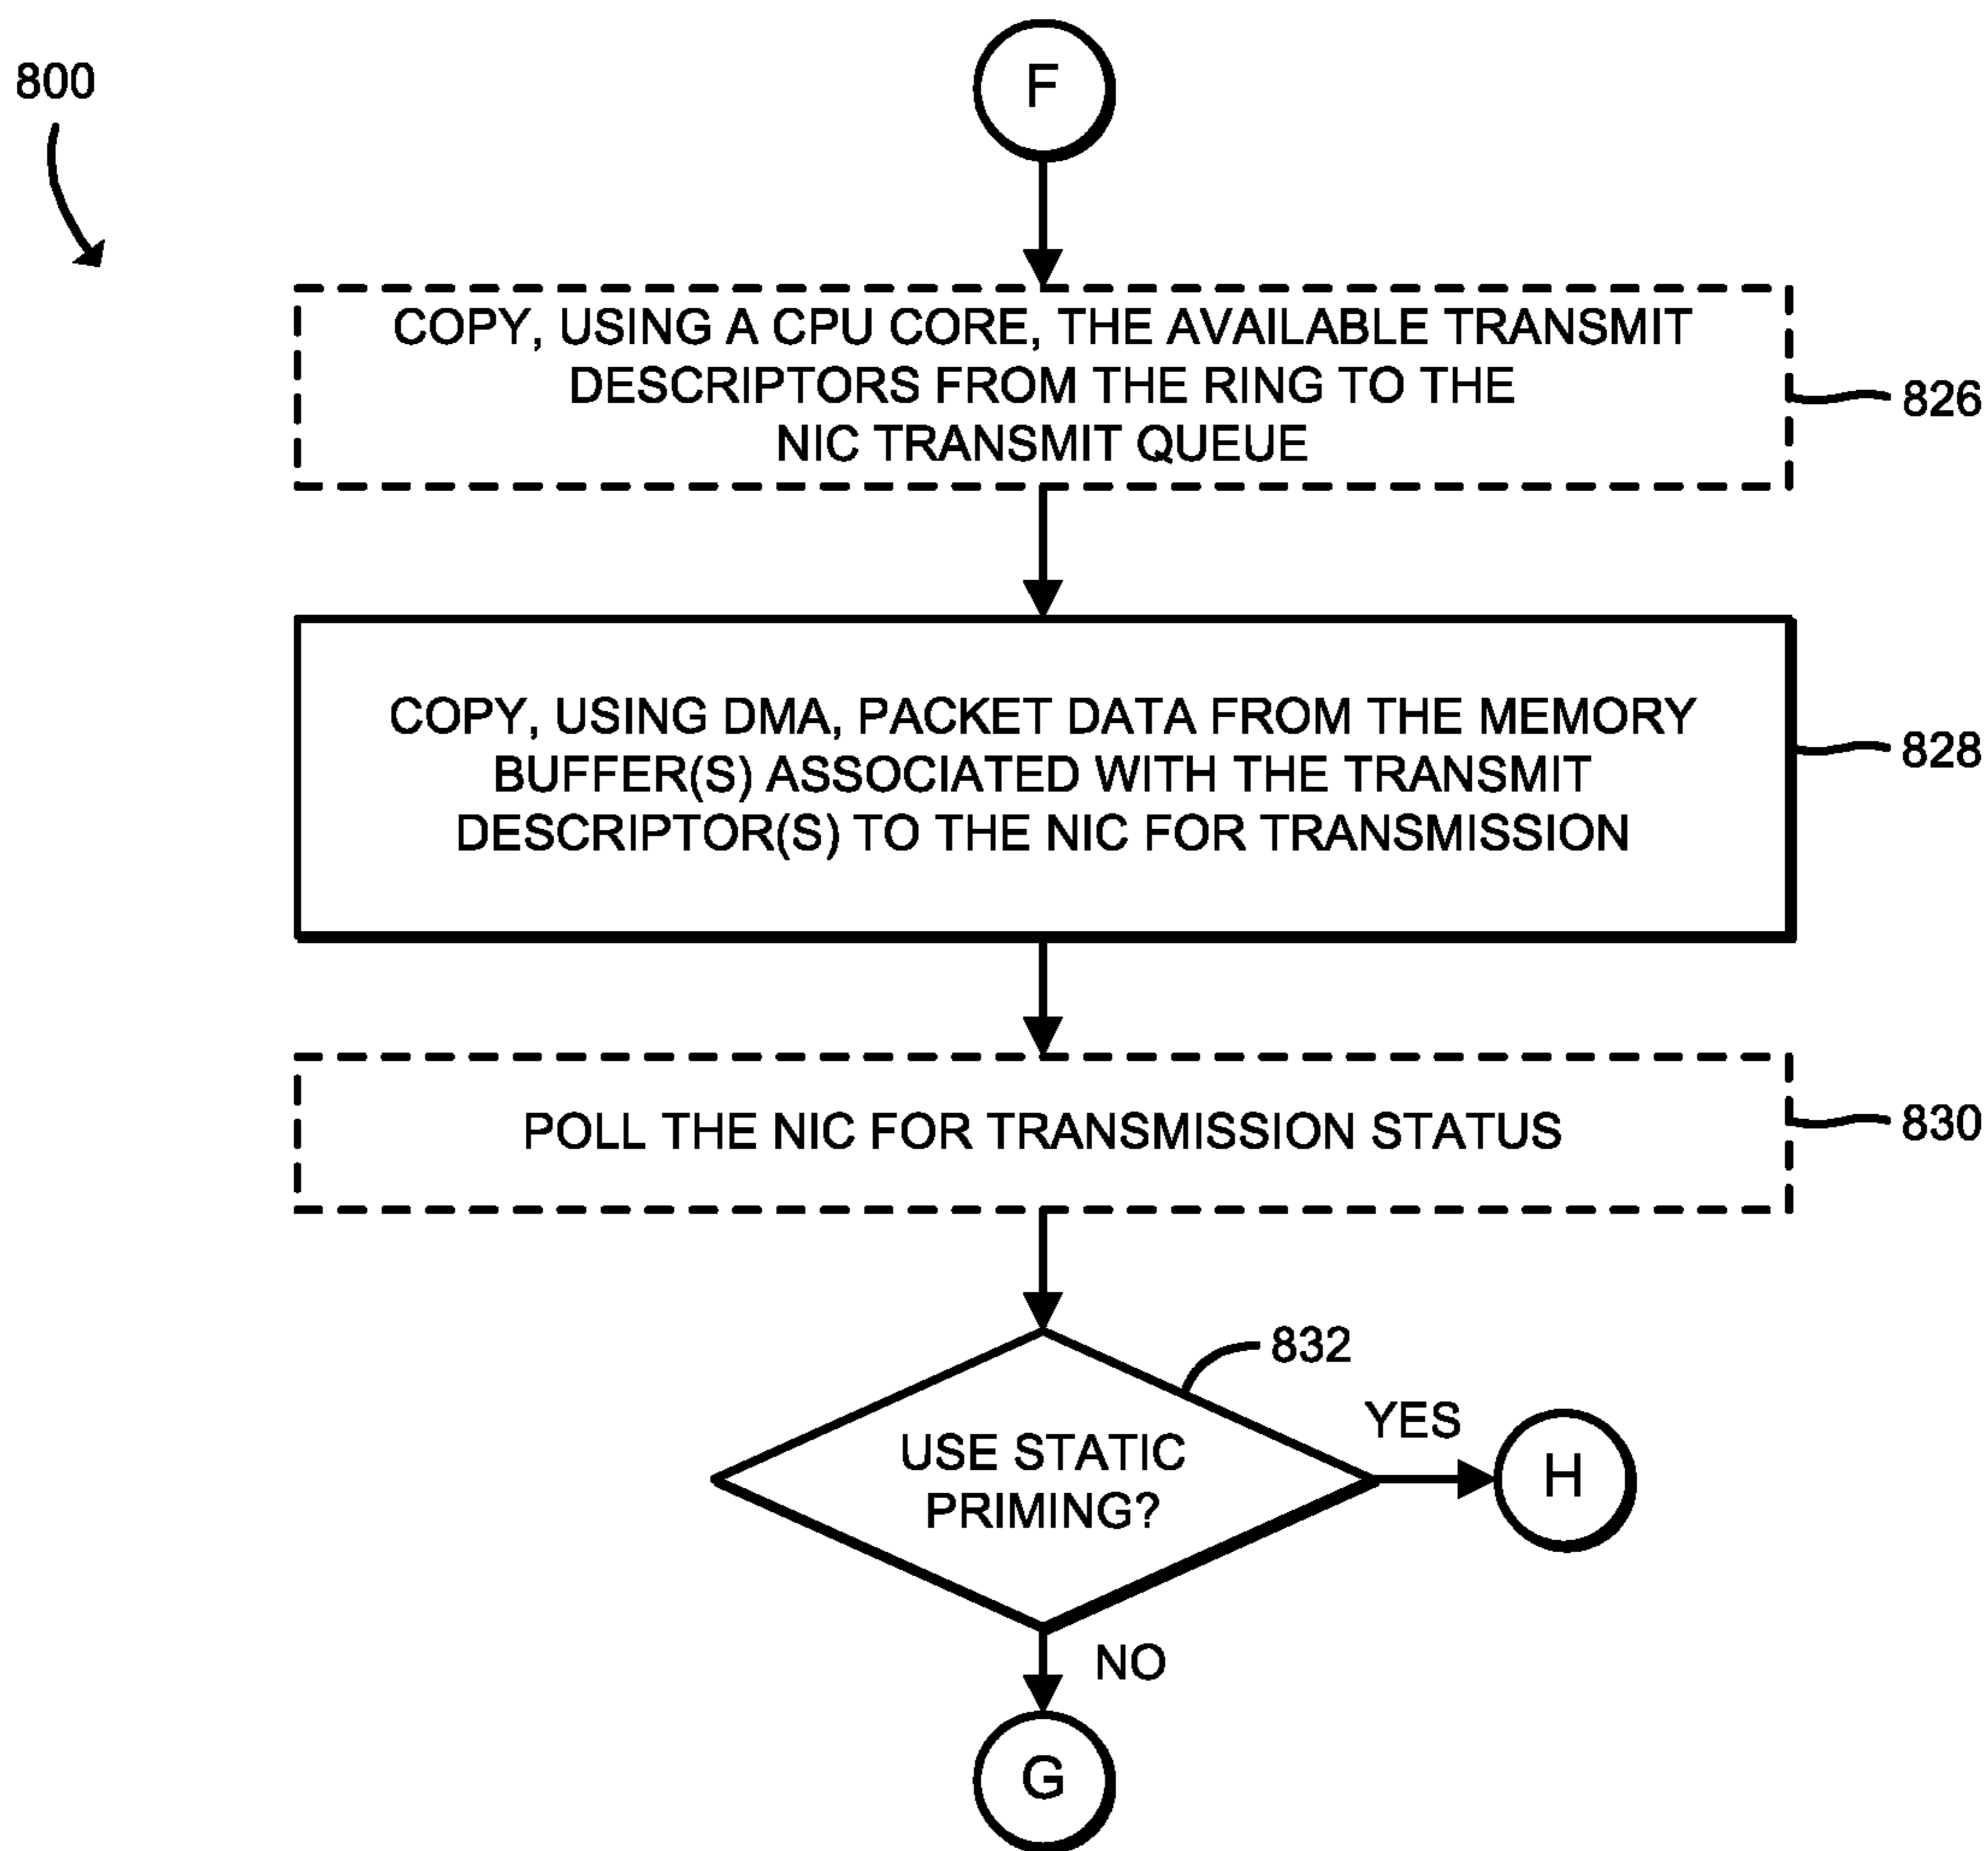 800
F
COPY, USING A CPU CORE, THE AVAILABLE TRANSMIT
DESCRIPTORS FROM THE RING TO THE
NIC TRANSMIT QUEUE
826
COPY, USING DMA, PACKET DATA FROM THE MEMORY
BUFFER(S) ASSOCIATED WITH THE TRANSMIT
DESCRIPTOR(S) TO THE NIC FOR TRANSMISSION
828
POLL THE NIC FOR TRANSMISSION STATUS
830
832
USE STATIC
PRIMING?
YES
H
NO
G